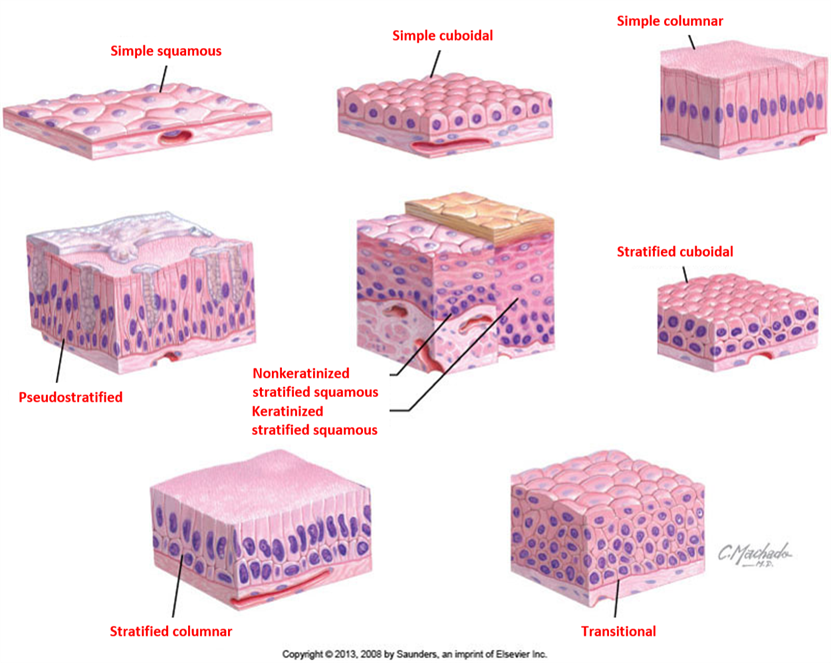 Simple squamous
Simple cuboidal
Simple columnar
Pseudostratified
Nonkeratinized
stratified squamous
Keratinized
stratified squamous
Stratified cuboidal
Stratified columnar
Transitional
C. Machado
M.D.
Copyright © 2013, 2008 by Saunders, an imprint of Elsevier Inc.